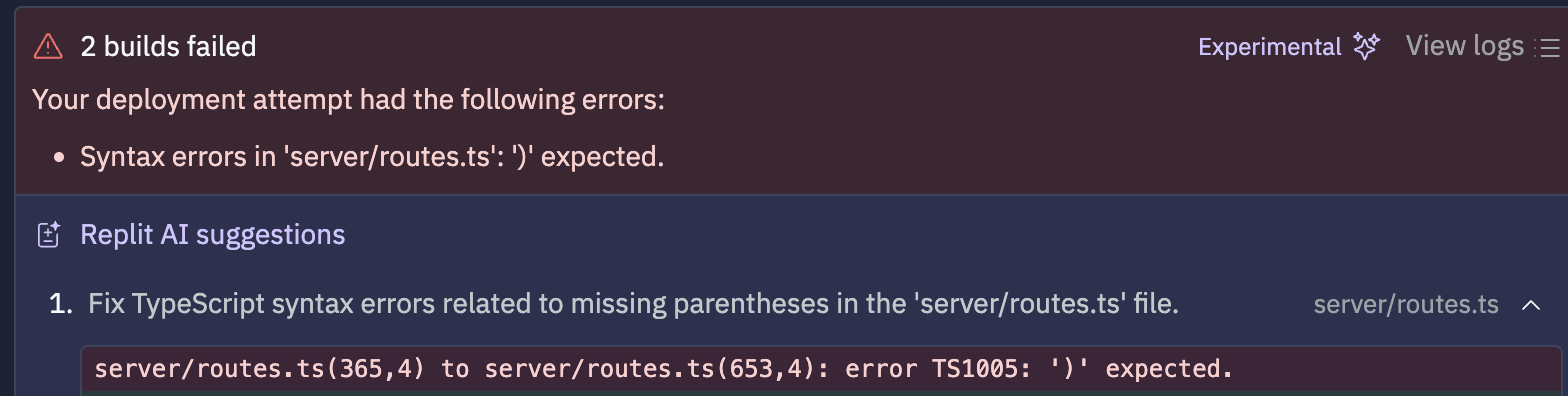 2 builds failed
Experimental
View logs
Your deployment attempt had the following errors:
• Syntax errors in 'server/routes.ts': ')' expected.
Replit AI suggestions
1. Fix TypeScript syntax errors related to missing parentheses in the 'server/routes.ts' file.
server/routes.ts
server/routes.ts(365,4) to server/routes.ts(653,4): error TS1005: ')' expected.